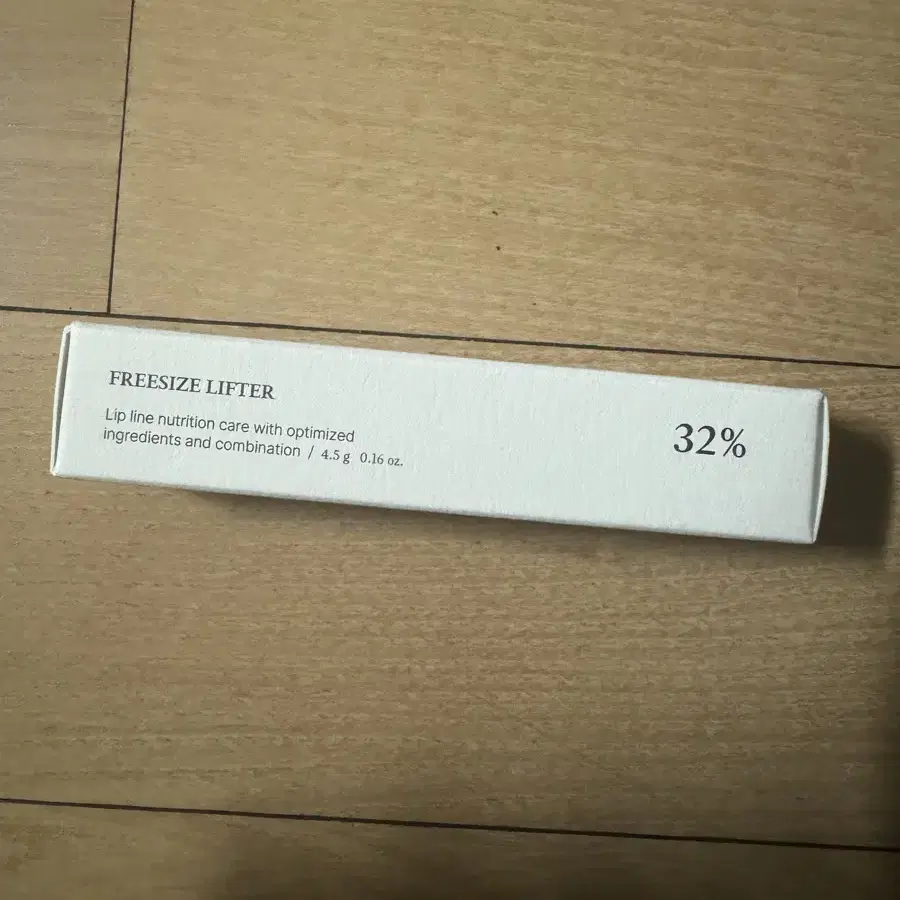 FREESIZE LIFTER
Lip line nutrition care with optimized
ingredients and combination / 4.5 g 0.16 oz.
32%